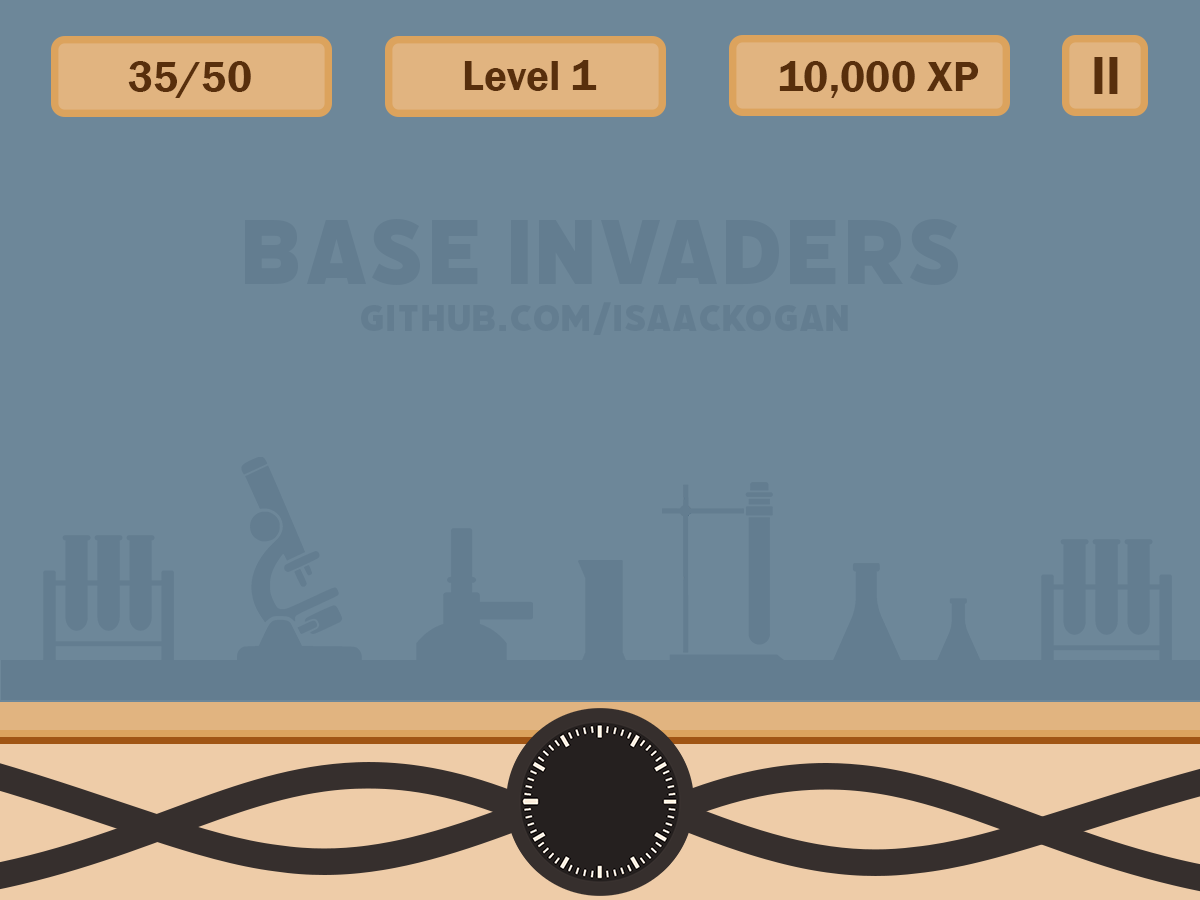 35/50
Level 1
10,000 XP
BASE INVADERS
GITHUB.COM/ISAACKOGAN